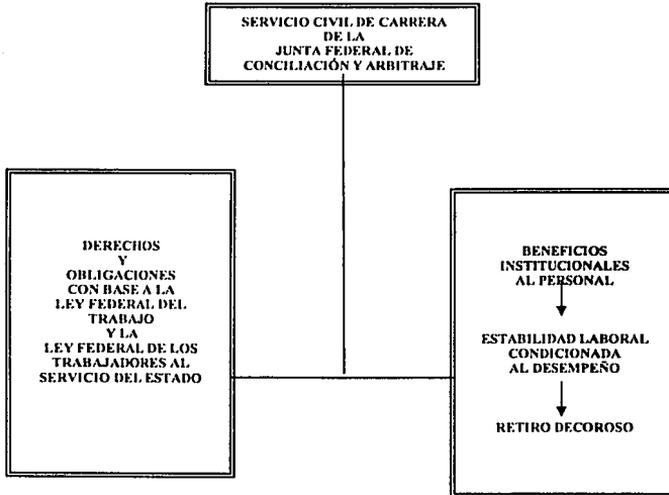 SERVICIO CIVIL DE CARRERA
DE LA
JUNTA FEDERAL DE
CONCILIACIÓN Y ARBITRAJE
DERECHOS
Y
OBLIGACIONES
CON BASE A LA
LEY FEDERAL DEL
TRABAJO
Y LA
LEY FEDERAL DE LOS
TRABAJADORES AL
SERVICIO DEL ESTADO
BENEFICIOS
INSTITUCIONALES
AL PERSONAL
ESTABILIDAD LABORAL
CONDICIONADA
AL DESEMPEÑO
RETIRO DECOROSO